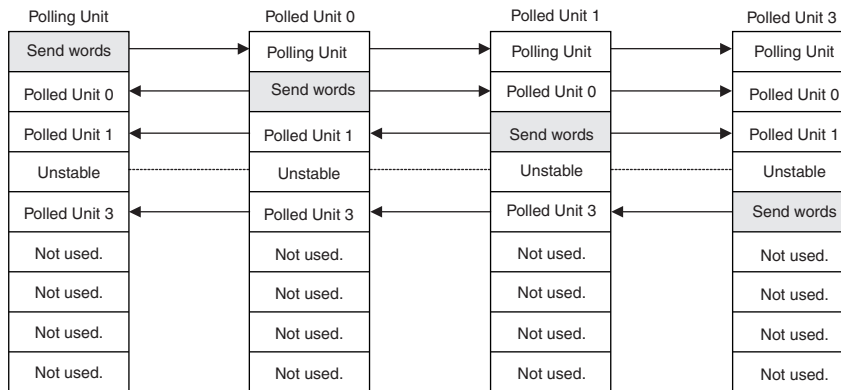 Polling Unit Polled Unit 0 Polled Unit 1 Polled Unit 3
Send words Polling Unit Polling Unit Polling Unit
Polled Unit 0 Send words Polled Unit 0 Polled Unit 0
Polled Unit 1 Polled Unit 1 Send words Polled Unit 1
Unstable Unstable Unstable Unstable
Polled Unit 3 Polled Unit 3 Polled Unit 3 Send words
Not used. Not used. Not used. Not used.
Not used. Not used. Not used. Not used.
Not used. Not used. Not used. Not used.
Not used. Not used. Not used. Not used.